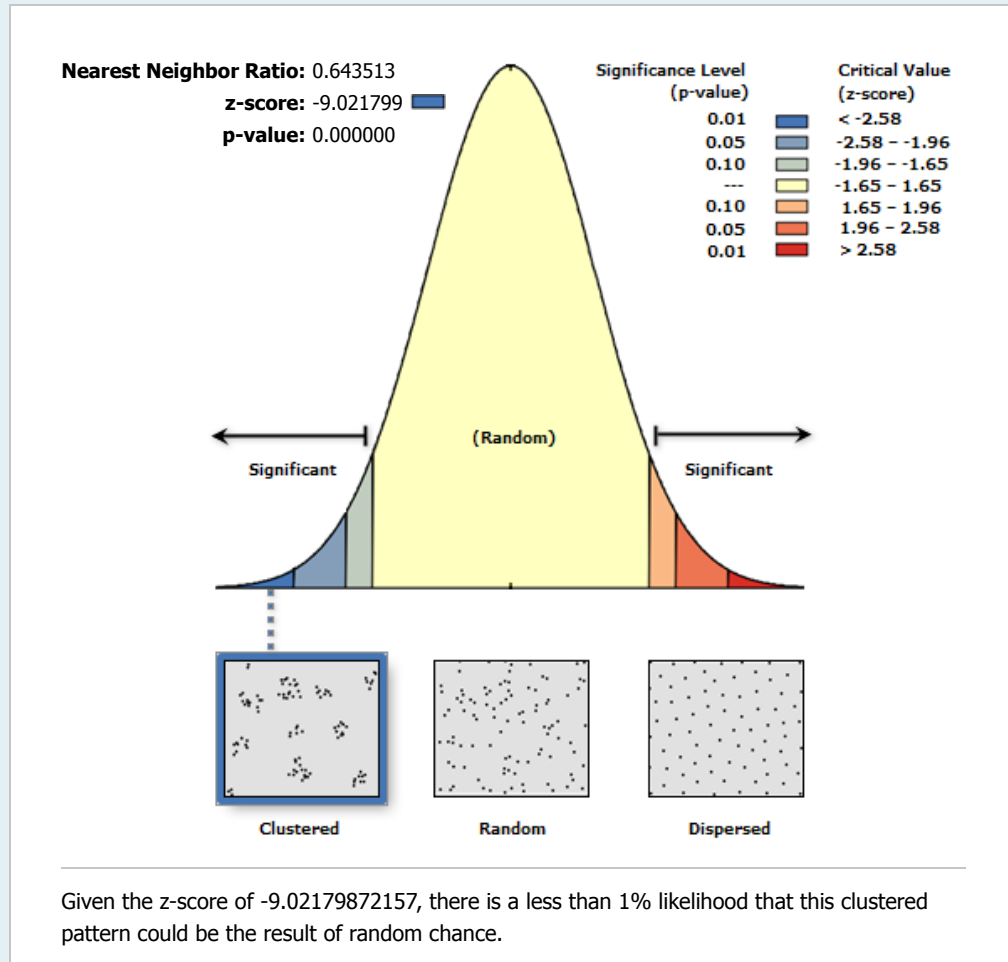 Nearest Neighbor Ratio: 0.643513
z-score: -9.021799
p-value: 0.000000
Significance Level
(p-value)
Critical Value
(z-score)
0.01 < -2.58
0.05 -2.58 – -1.96
0.10 -1.96 – -1.65
--- -1.65 – 1.65
0.10 1.65 – 1.96
0.05 1.96 – 2.58
0.01 > 2.58
(Random)
Significant
Significant
Clustered
Random
Dispersed
Given the z-score of -9.02179872157, there is a less than 1% likelihood that this clustered
pattern could be the result of random chance.